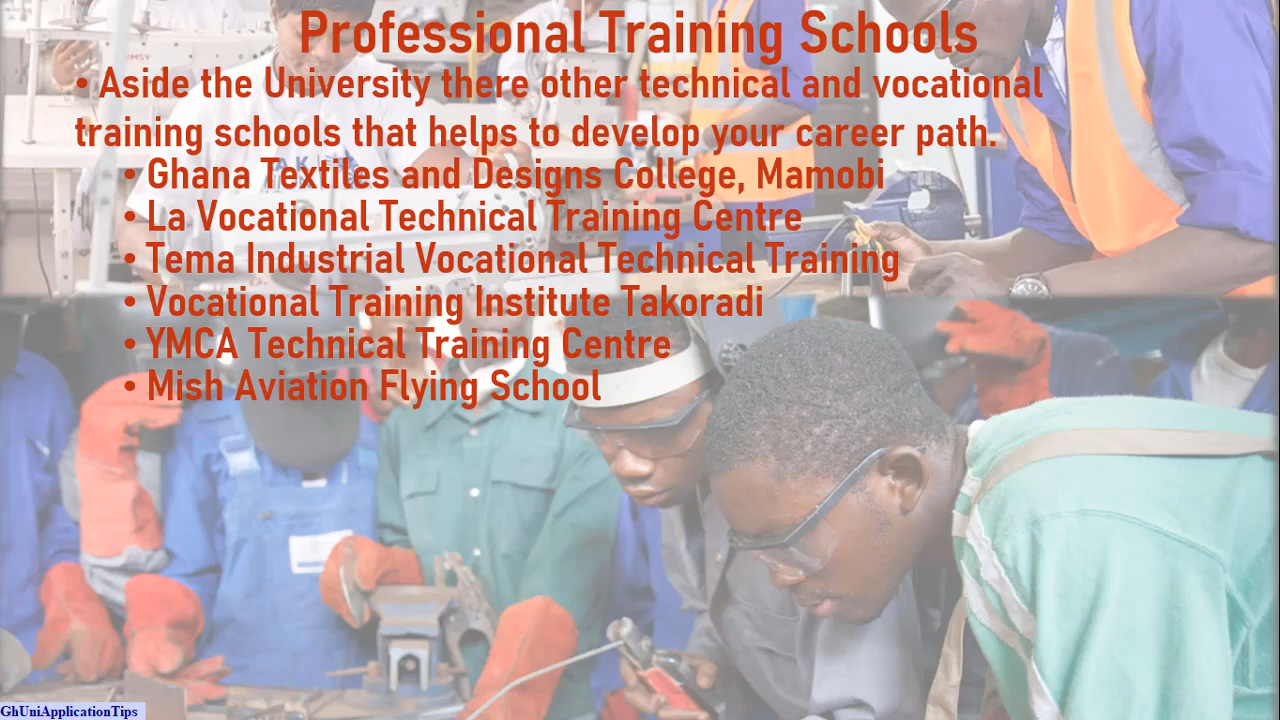 Professional Training Schools
• Aside the University there other technical and vocational
training schools that helps to develop your career path.
• Ghana Textiles and Designs College, Mamobi
• La Vocational Technical Training Centre
• Tema Industrial Vocational Technical Training
• Vocational Training Institute Takoradi
• YMCA Technical Training Centre
• Mish Aviation Flying School
GhUniApplicationTips